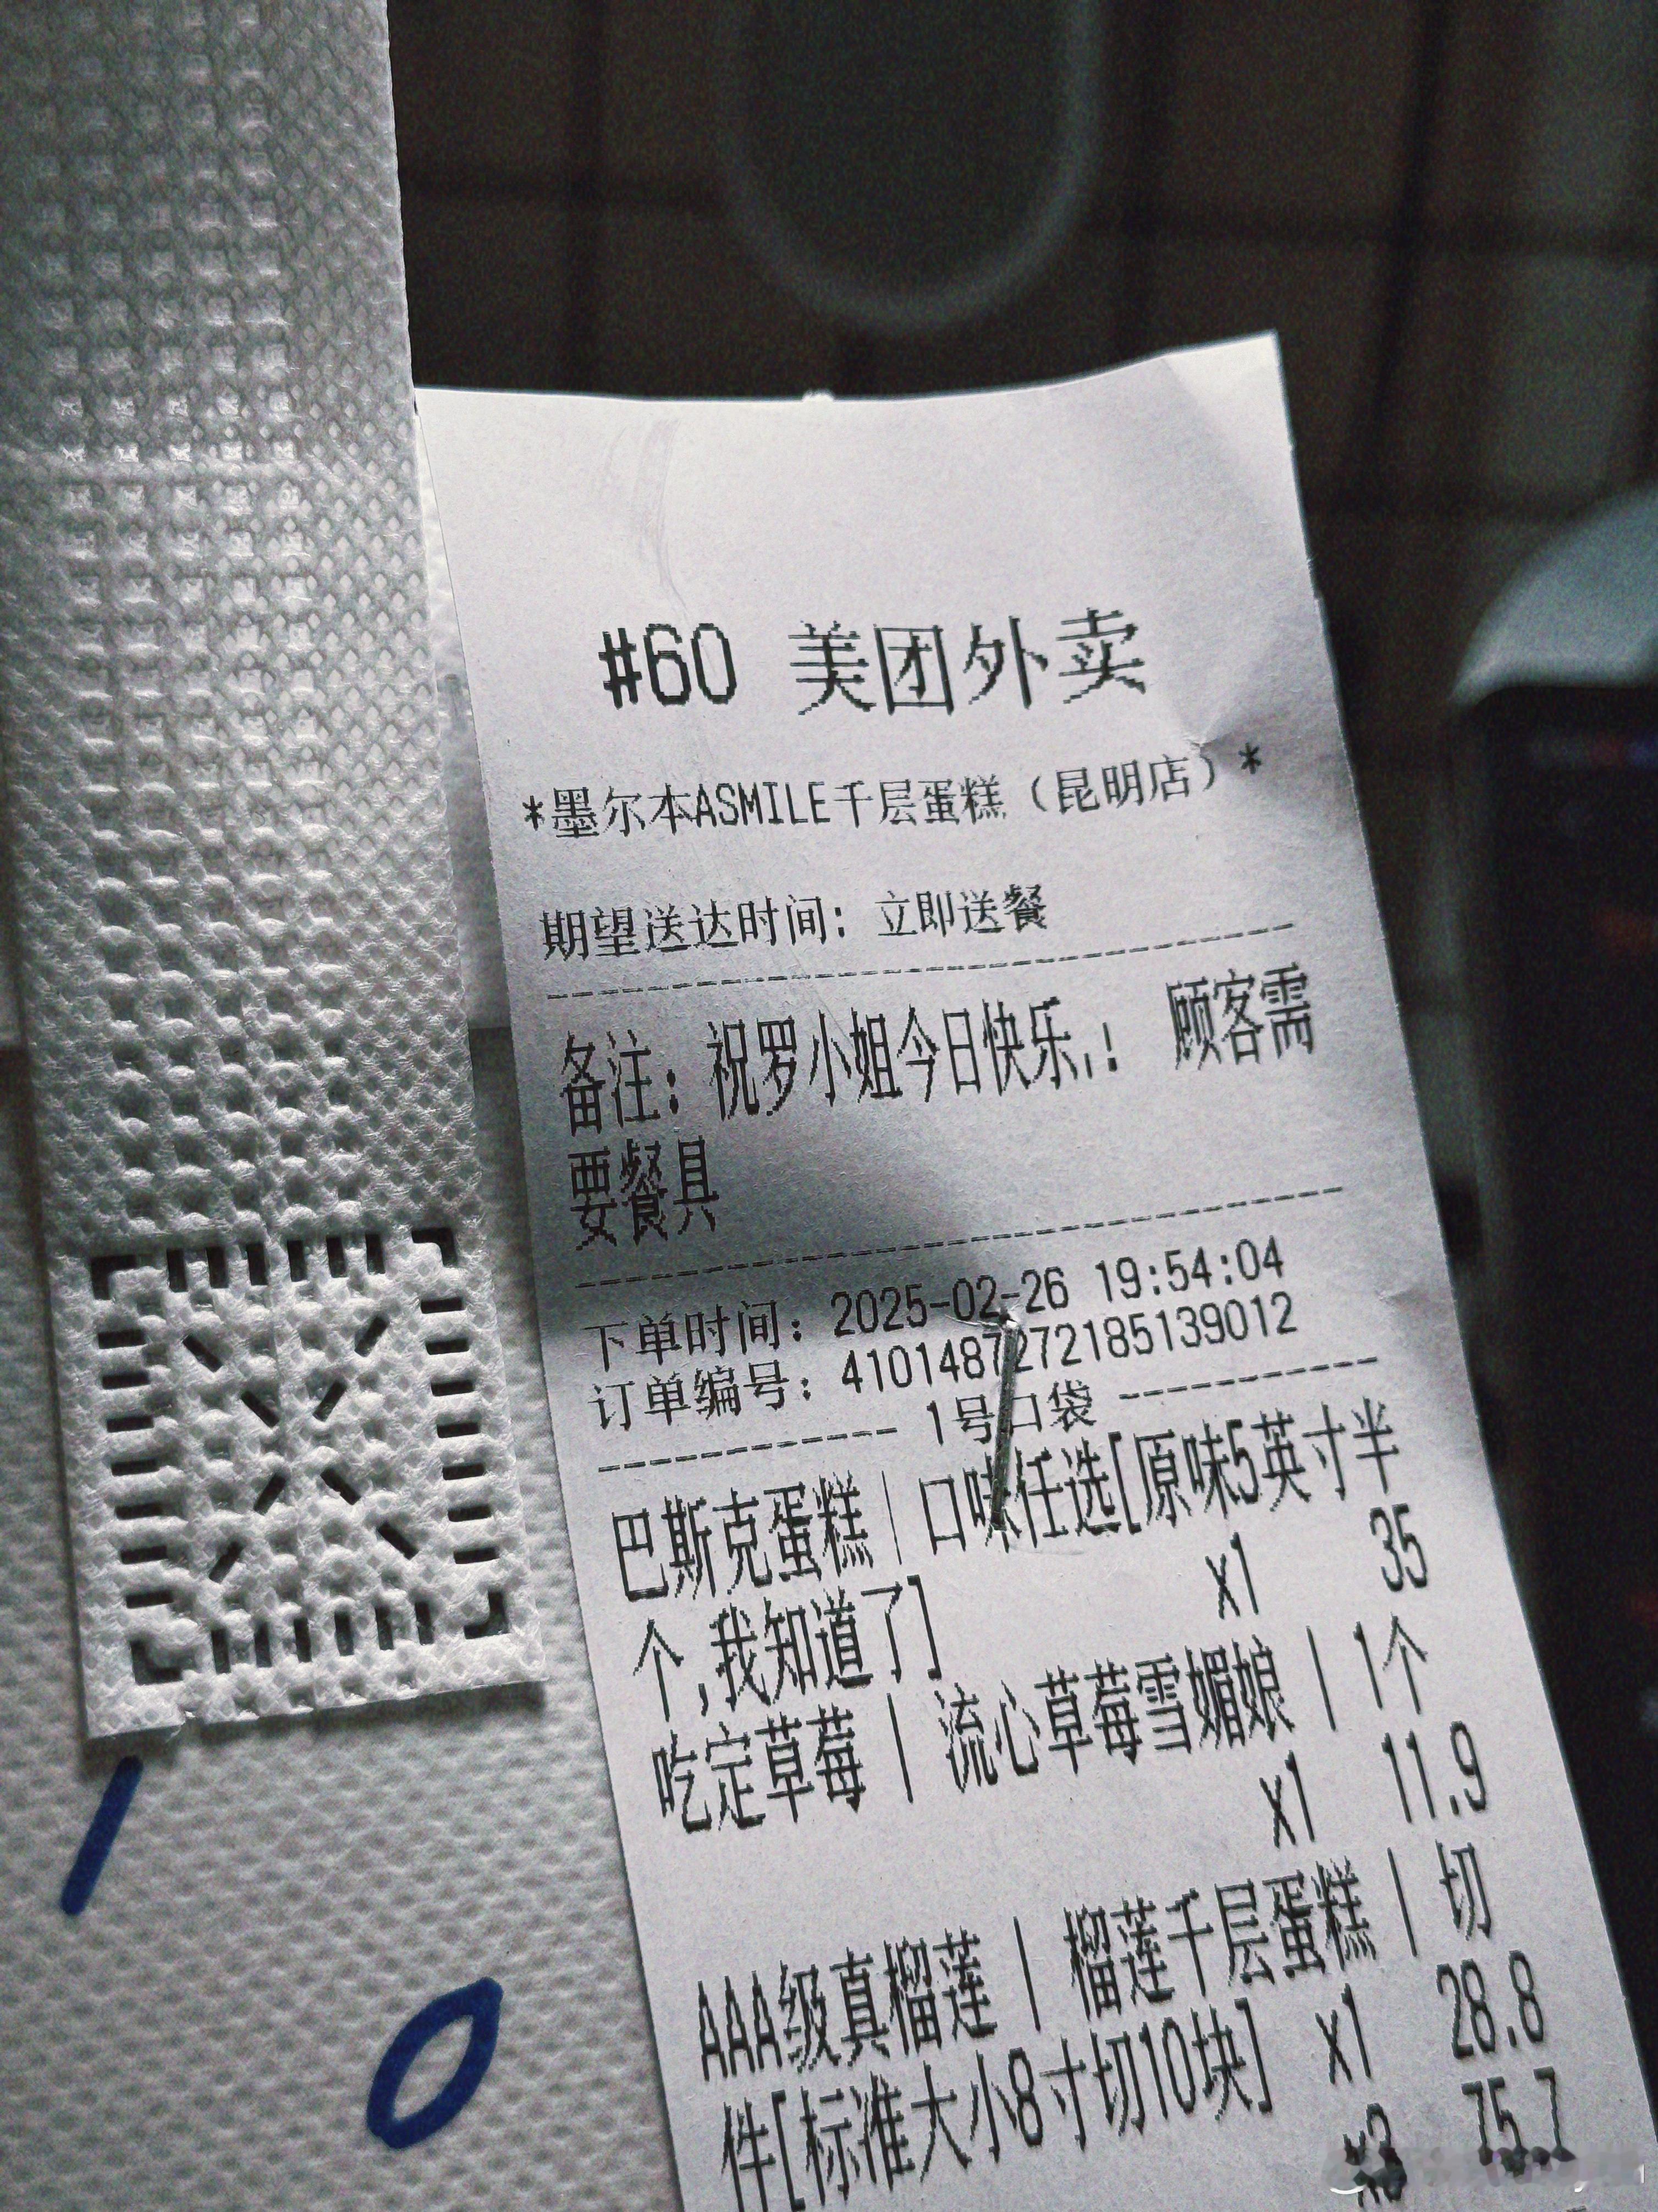 #60 美团外卖
*墨尔本ASMILE千层蛋糕（昆明店）*
期望送达时间：立即送餐
备注：祝罗小姐今日快乐,：顾客需
要餐具
下单时间：2025-02-26 19:54:04
订单编号：4101487272185139012
1号口袋
巴斯克蛋糕|口味任选[原味5英寸半
个,我知道了] x1 35
吃定草莓|流心草莓雪媚娘|1个
x1 11.9
AAA级真榴莲|榴莲千层蛋糕|切
件[标准大小8寸切10块] x1 28.8
x3 75.7
1
0